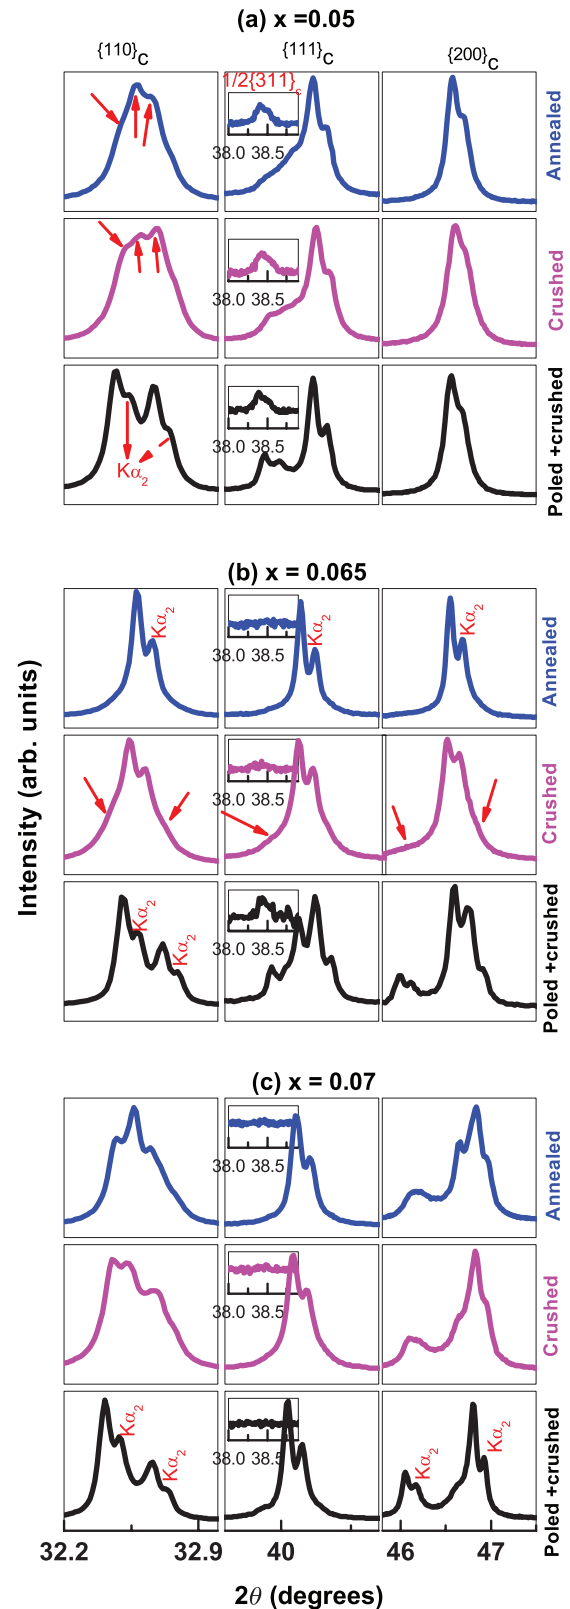 (a) x =0.05
{110}C {111}C {200}C
1/2{311}c
38.0 38.5
Annealed
38.0 38.5
Crushed
Kα2
38.0 38.5
Poled +crushed
(b) x = 0.065
Kα2
38.0 38.5
Kα2
Kα2
Annealed
38.0 38.5
Crushed
Kα2
Kα2
38.0 38.5
Poled +crushed
(c) x = 0.07
38.0 38.5
Annealed
38.0 38.5
Crushed
Kα2
Kα2
38.0 38.5
Kα2
Kα2
Poled +crushed
32.2 32.9 40 46 47
2θ (degrees)
Intensity (arb. units)